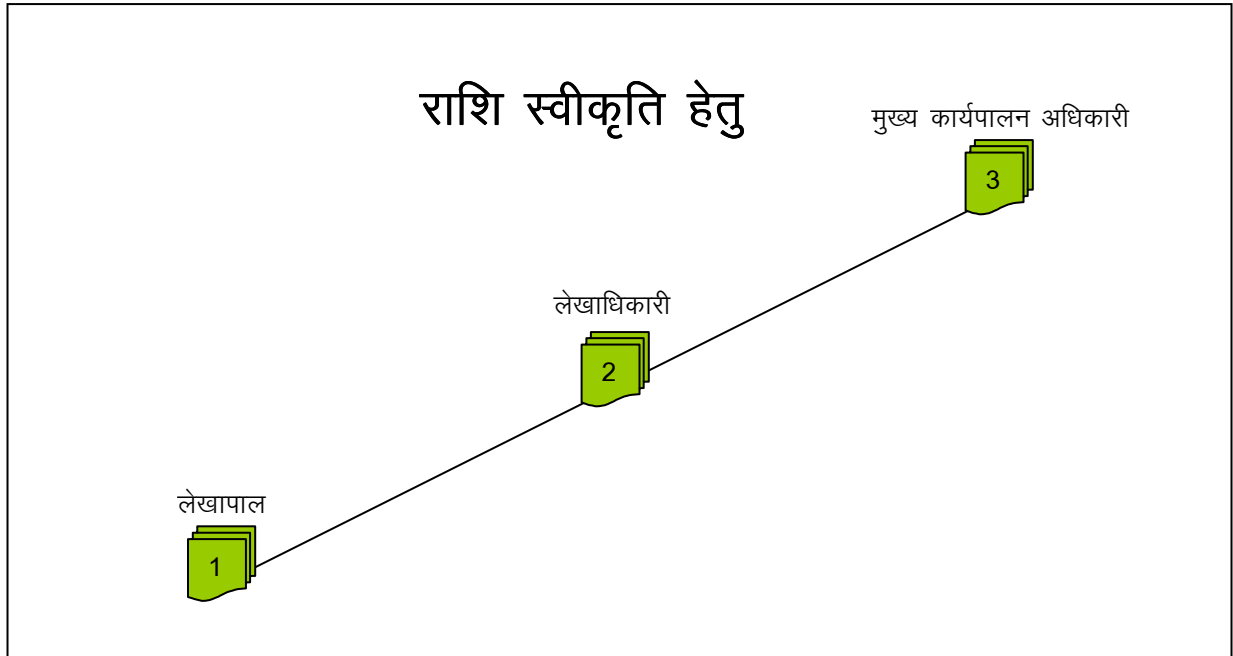 राशि स्वीकृति हेतु
मुख्य कार्यपालन अधिकारी
3
लेखाधिकारी
2
लेखापाल
1